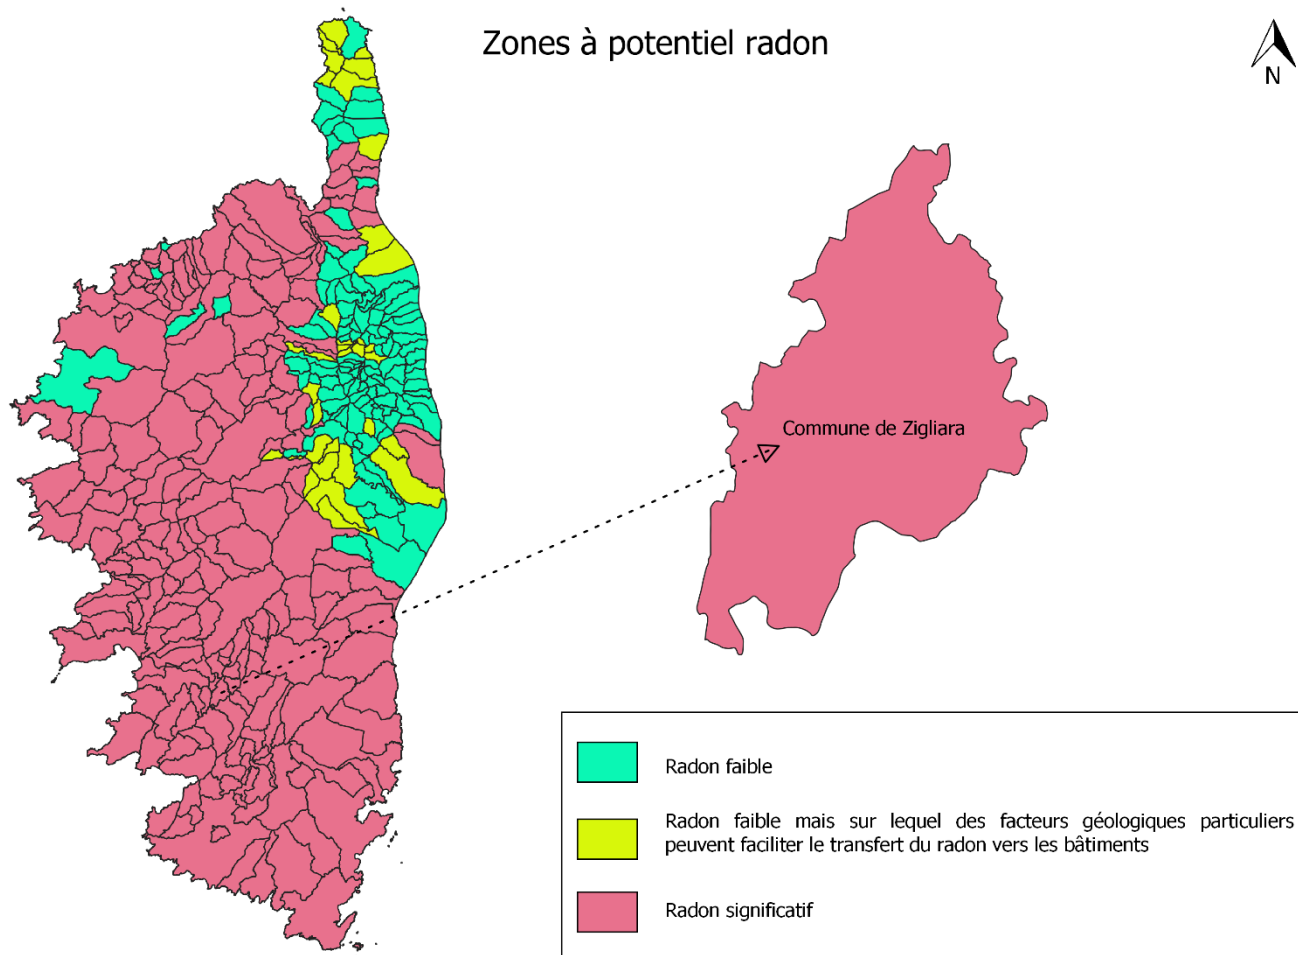 Zones à potentiel radon
N
Commune de Zigliara
Radon faible
Radon faible mais sur lequel des facteurs géologiques particuliers
peuvent faciliter le transfert du radon vers les bâtiments
Radon significatif